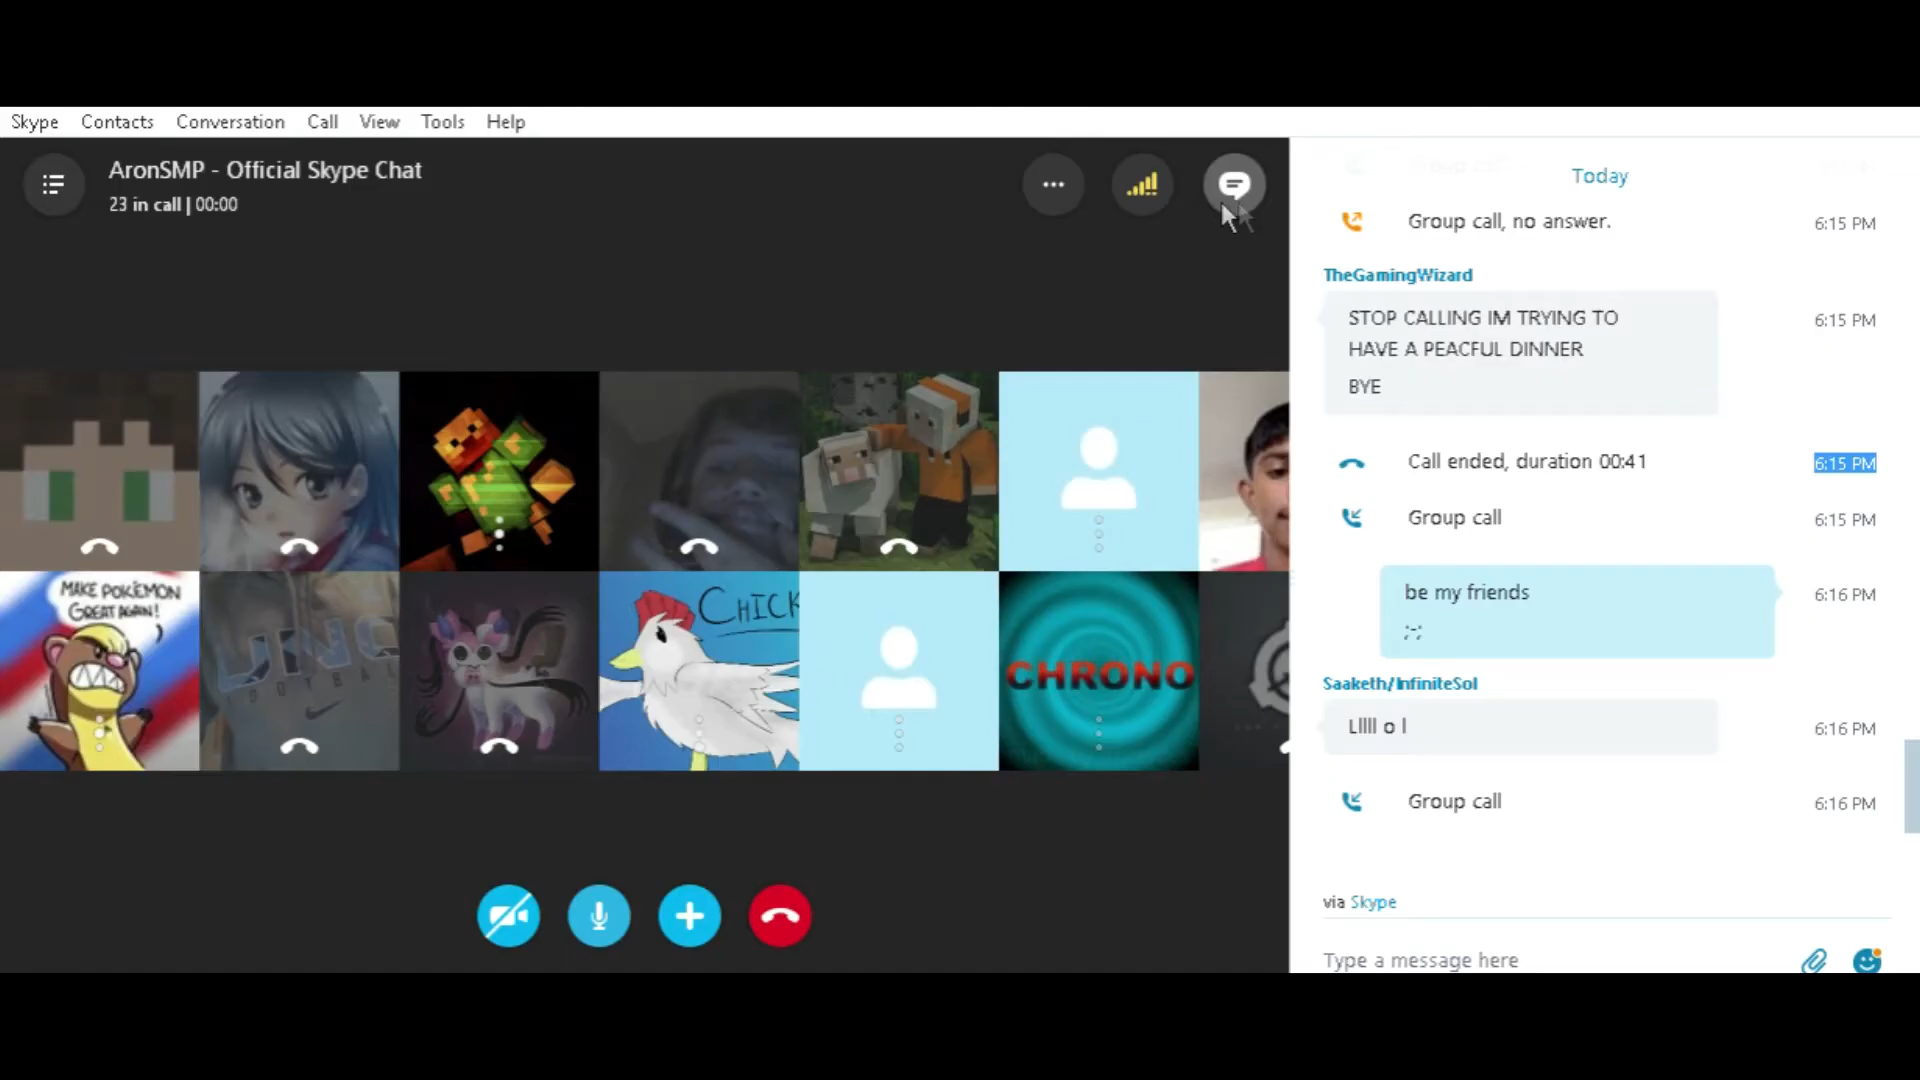 Skype Contacts Conversation Call View Tools Help
AronSMP - Official Skype Chat
23 in call | 00:00
MAKE POKÉMON
GREAT AGAIN!
CHICK
CHRONO
Today
Group call, no answer. 6:15 PM
TheGamingWizard
STOP CALLING IM TRYING TO 6:15 PM
HAVE A PEACFUL DINNER
BYE
Call ended, duration 00:41 6:15 PM
Group call 6:15 PM
be my friends 6:16 PM
;-;
Saaketh/InfiniteSol
Lllll o l 6:16 PM
Group call 6:16 PM
via Skype
Type a message here